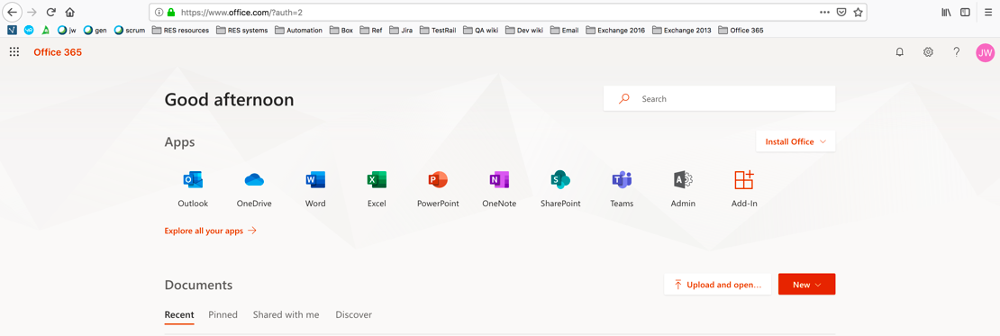 https://www.office.com/?auth=2
jw gen scrum RES resources RES systems Automation Box Ref Jira TestRail QA wiki Dev wiki Email Exchange 2016 Exchange 2013 Office 365
Office 365 ? JW
Good afternoon
Search
Apps
Install Office
Outlook OneDrive Word Excel PowerPoint OneNote SharePoint Teams Admin Add-In
Explore all your apps
Documents
Upload and open... New
Recent Pinned Shared with me Discover